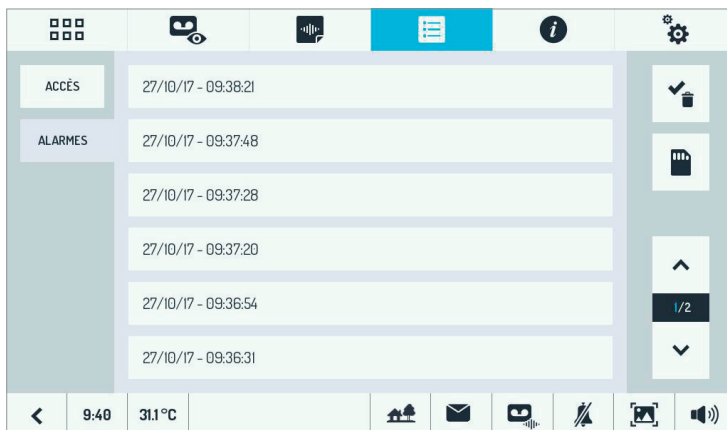 ACCÈS
ALARMES
27/10/17 - 09:38:21
27/10/17 - 09:37:48
27/10/17 - 09:37:28
27/10/17 - 09:37:20
27/10/17 - 09:36:54
27/10/17 - 09:36:31
1/2
9:40
31.1 °C